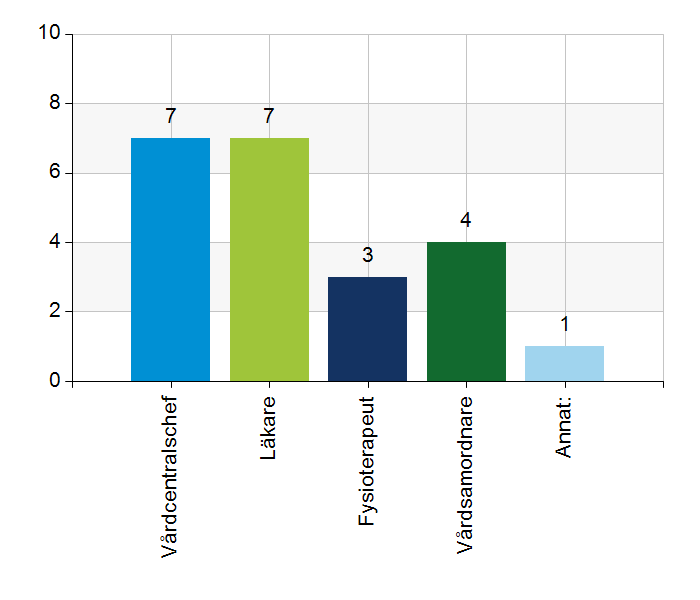 10
8
6
4
2
0
7
7
3
4
1
Vårdcentralschef
Läkare
Fysioterapeut
Vårdsamordnare
Annat: